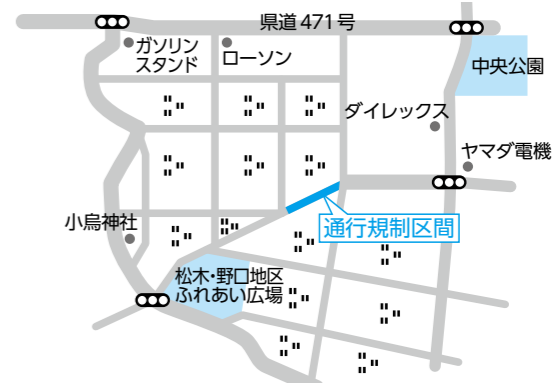 県道471号
ガソリン
スタンド
ローソン
中央公園
ダイレックス
ヤマダ電機
小烏神社
通行規制区間
松木・野口地区
ふれあい広場